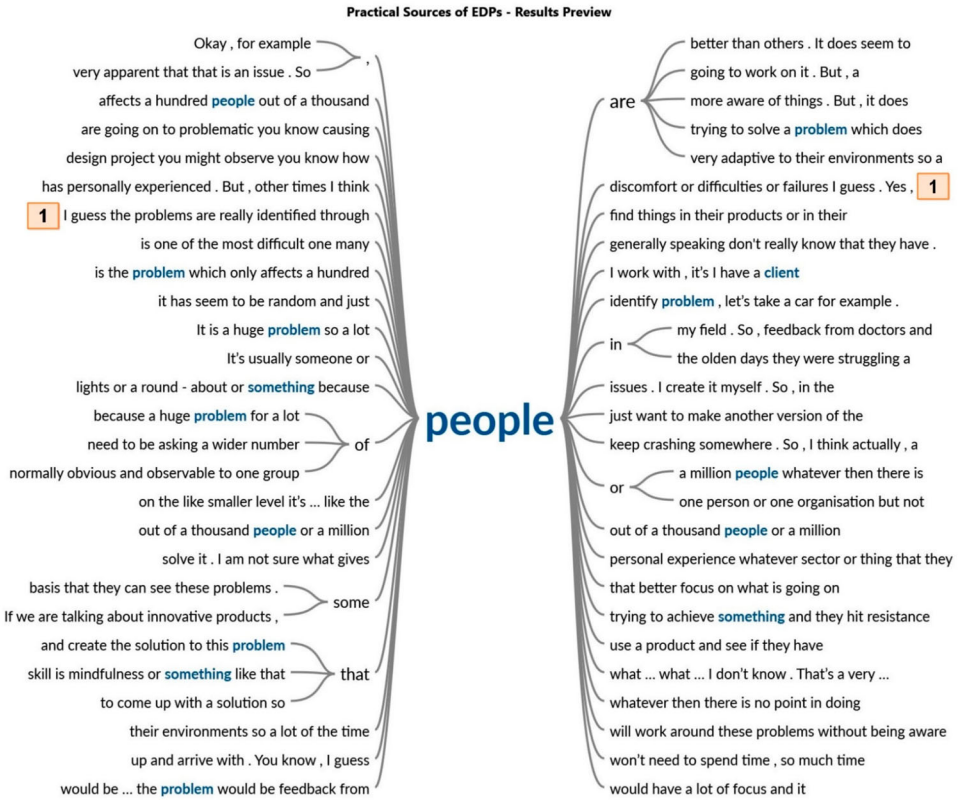 Practical Sources of EDPs - Results Preview
Okay , for example
very apparent that that is an issue . So
,
affects a hundred people out of a thousand
are going on to problematic you know causing
design project you might observe you know how
has personally experienced . But , other times I think
1 I guess the problems are really identified through
is one of the most difficult one many
is the problem which only affects a hundred
it has seem to be random and just
It is a huge problem so a lot
It's usually someone or
lights or a round - about or something because
because a huge problem for a lot
need to be asking a wider number
normally obvious and observable to one group
of
on the like smaller level it's ... like the
out of a thousand people or a million
solve it . I am not sure what gives
basis that they can see these problems .
If we are talking about innovative products ,
some
and create the solution to this problem
skill is mindfulness or something like that
to come up with a solution so
that
their environments so a lot of the time
up and arrive with . You know , I guess
would be ... the problem would be feedback from
people
are
better than others . It does seem to
going to work on it . But , a
more aware of things . But , it does
trying to solve a problem which does
very adaptive to their environments so a
discomfort or difficulties or failures I guess . Yes , 1
find things in their products or in their
generally speaking don't really know that they have .
I work with , it's I have a client
identify problem , let's take a car for example .
in
my field . So , feedback from doctors and
the olden days they were struggling a
issues . I create it myself . So , in the
just want to make another version of the
keep crashing somewhere . So , I think actually , a
or
a million people whatever then there is
one person or one organisation but not
out of a thousand people or a million
personal experience whatever sector or thing that they
that better focus on what is going on
trying to achieve something and they hit resistance
use a product and see if they have
what ... what ... I don't know . That's a very ...
whatever then there is no point in doing
will work around these problems without being aware
won't need to spend time , so much time
would have a lot of focus and it